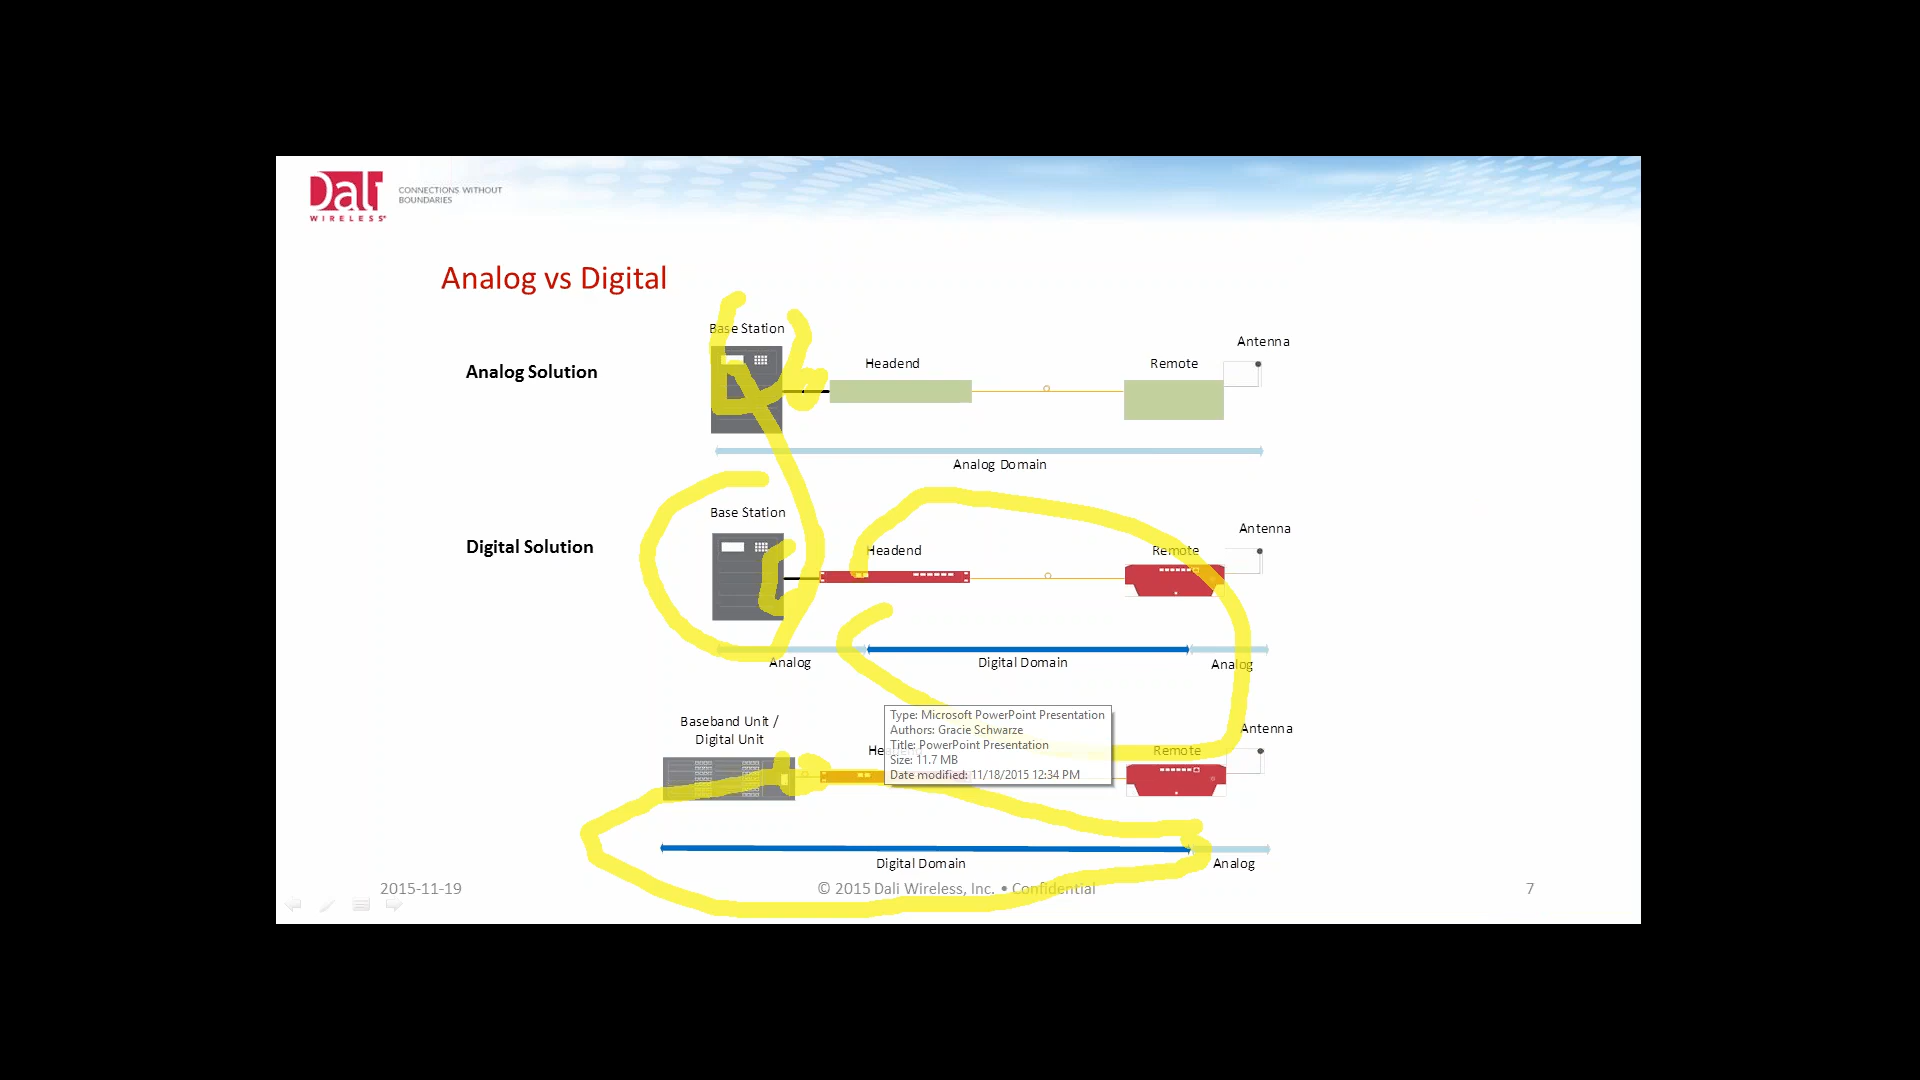 Dali
WIRELESS
CONNECTIONS WITHOUT
BOUNDARIES
Analog vs Digital
Base Station
Antenna
Headend
Remote
Analog Solution
Analog Domain
Base Station
Antenna
Digital Solution
Headend
Remote
Analog
Digital Domain
Analog
Baseband Unit /
Digital Unit
Type: Microsoft PowerPoint Presentation
Authors: Gracie Schwarze
Title: PowerPoint Presentation
Size: 11.7 MB
Date modified: 11/18/2015 12:34 PM
Antenna
Remote
Digital Domain
Analog
2015-11-19
© 2015 Dali Wireless, Inc. • Confidential
7